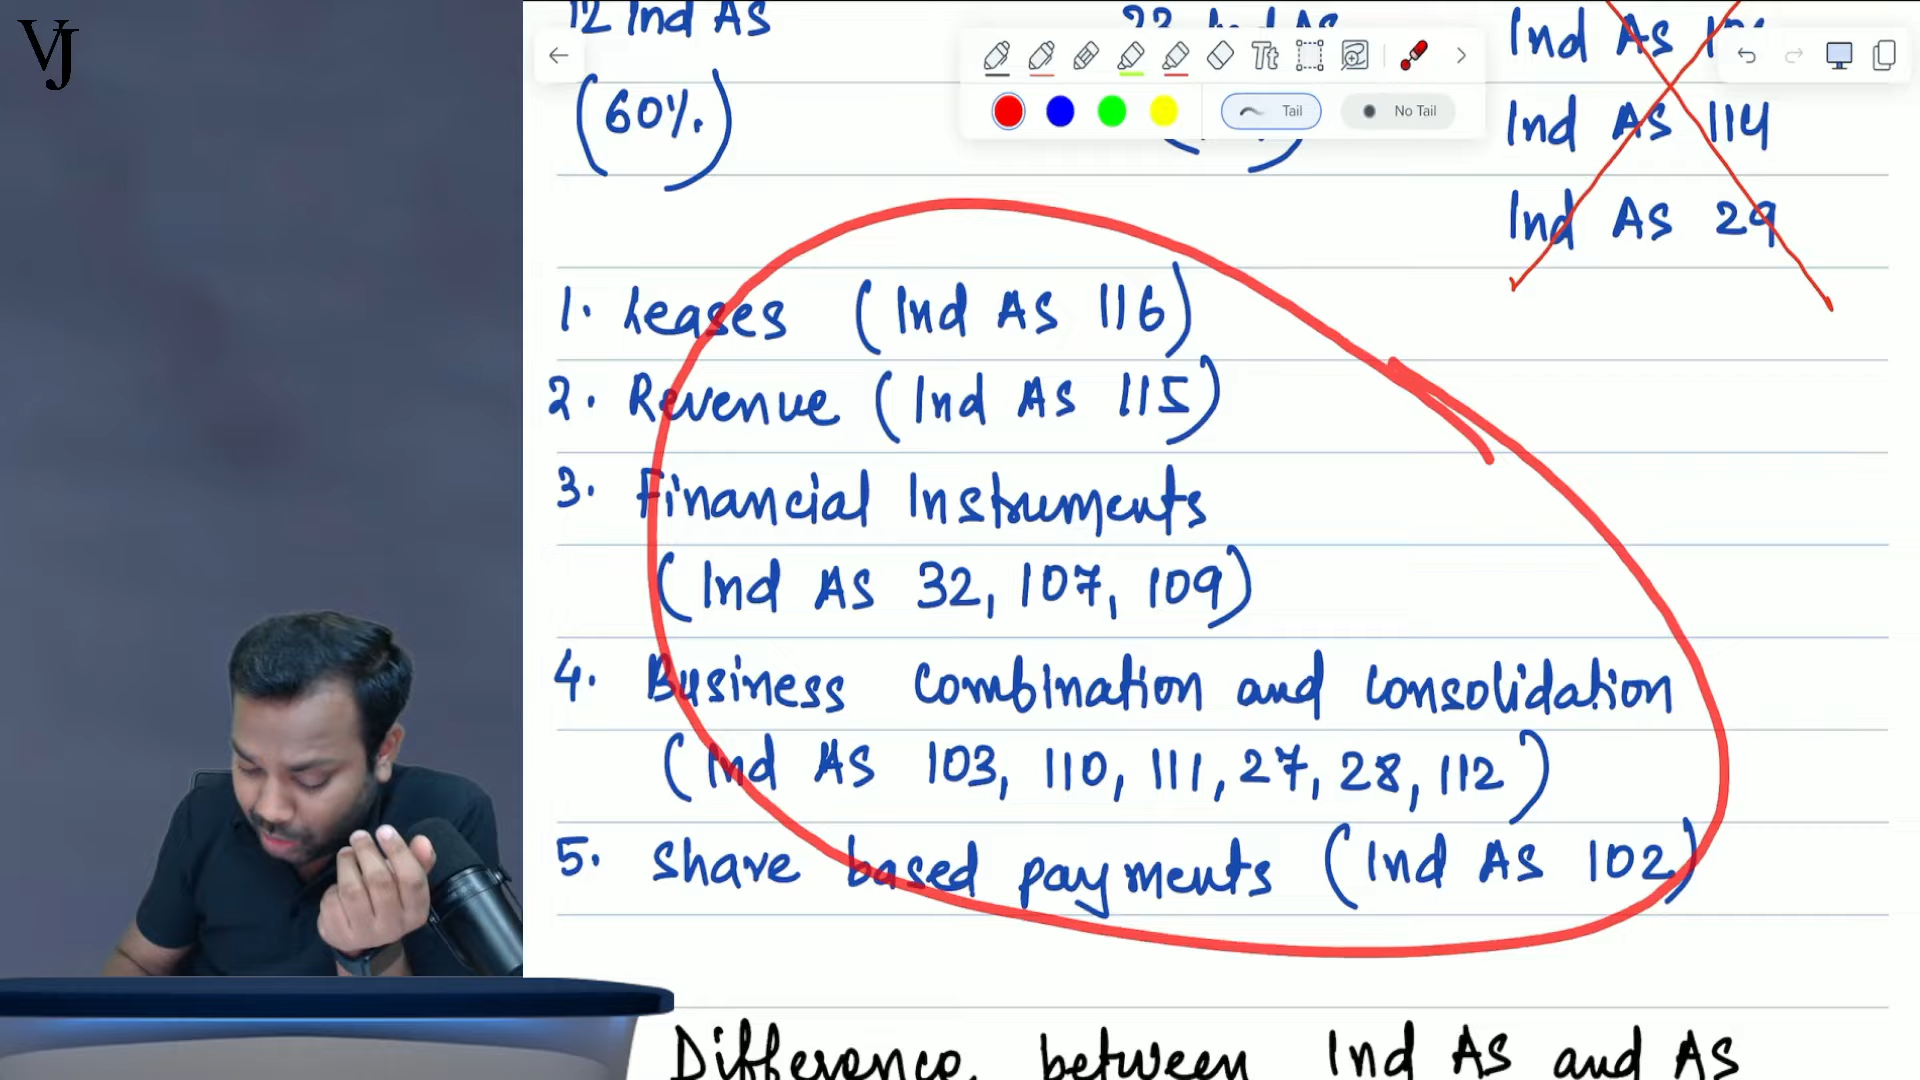 VJ
12 Ind AS
Ind AS
Tt
(60%.)
Tail
No Tail
Ind AS 114
Ind AS 29
1. Leases (Ind AS 116)
2. Revenue (Ind AS 115)
3. Financial Instruments
(Ind AS 32, 107, 109)
4. Business Combination and Consolidation
(Ind AS 103, 110, 111, 27, 28, 112)
5. Share based payments (Ind AS 102)
Difference between Ind AS and AS